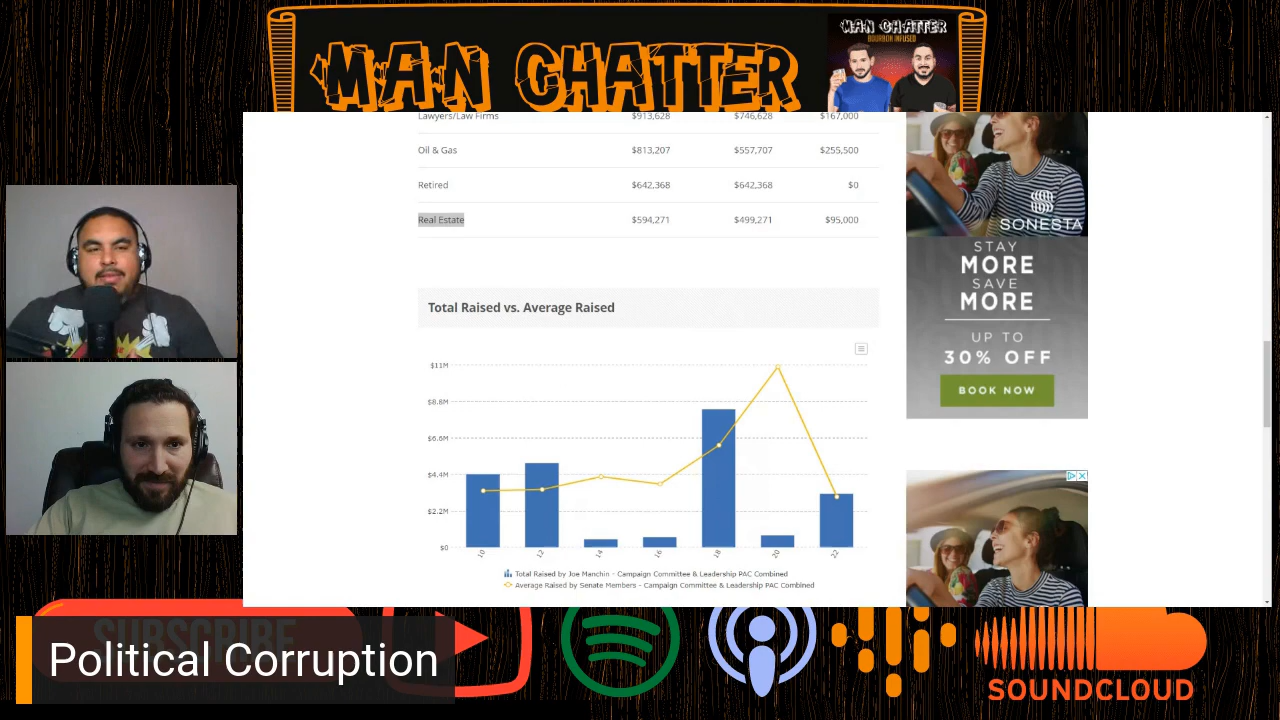 MAN CHATTER
MAN CHATTER
BOURBON INFUSED
Lawyers/Law Firms $913,628 $746,628 $167,000
Oil & Gas $813,207 $557,707 $255,500
Retired $642,368 $642,368 $0
Real Estate $594,271 $499,271 $95,000
Total Raised vs. Average Raised
$11M
$8.8M
$6.6M
$4.4M
$2.2M
$0
10 12 14 16 18 20 22
Total Raised by Joe Manchin - Campaign Committee & Leadership PAC Combined
Average Raised by Senate Members - Campaign Committee & Leadership PAC Combined
SONESTA
STAY
MORE
SAVE
MORE
UP TO
30% OFF
BOOK NOW
SUBSCRIBE
Political Corruption
SOUNDCLOUD